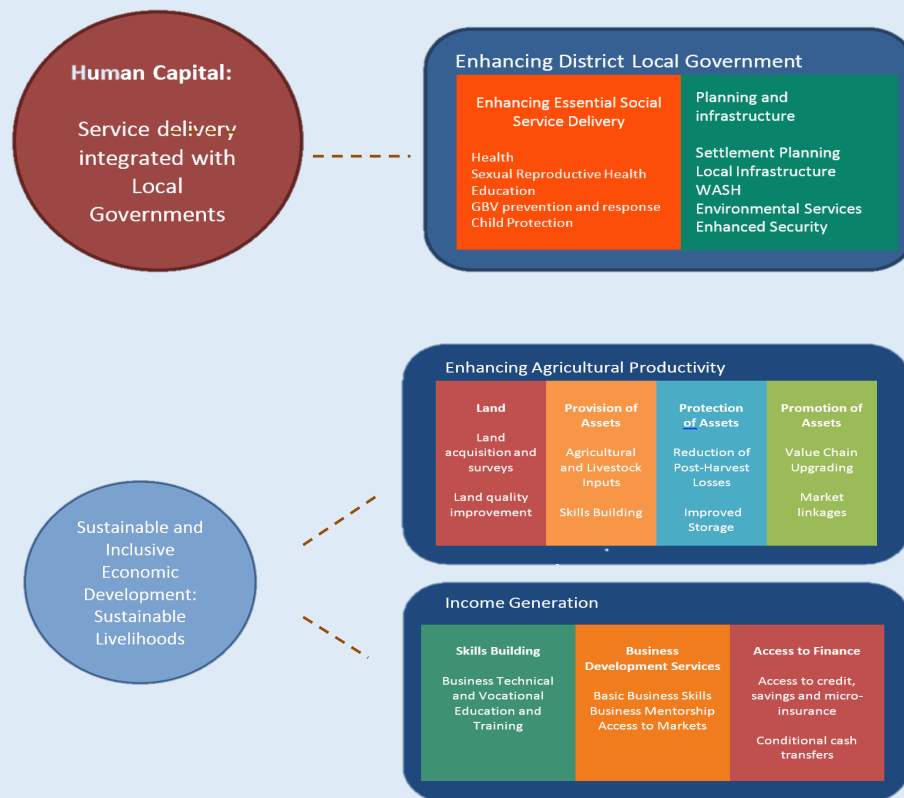 Human Capital:
Service delivery
integrated with
Local
Governments
Enhancing District Local Government
Enhancing Essential Social
Service Delivery
Health
Sexual Reproductive Health
Education
GBV prevention and response
Child Protection
Planning and
infrastructure
Settlement Planning
Local Infrastructure
WASH
Environmental Services
Enhanced Security
Sustainable and
Inclusive
Economic
Development:
Sustainable
Livelihoods
Enhancing Agricultural Productivity
Land
Land
acquisition and
surveys
Land quality
improvement
Provision of
Assets
Agricultural
and Livestock
Inputs
Skills Building
Protection
of Assets
Reduction of
Post-Harvest
Losses
Improved
Storage
Promotion of
Assets
Value Chain
Upgrading
Market
linkages
Income Generation
Skills Building
Business Technical
and Vocational
Education and
Training
Business
Development Services
Basic Business Skills
Business Mentorship
Access to Markets
Access to Finance
Access to credit,
savings and micro-
insurance
Conditional cash
transfers